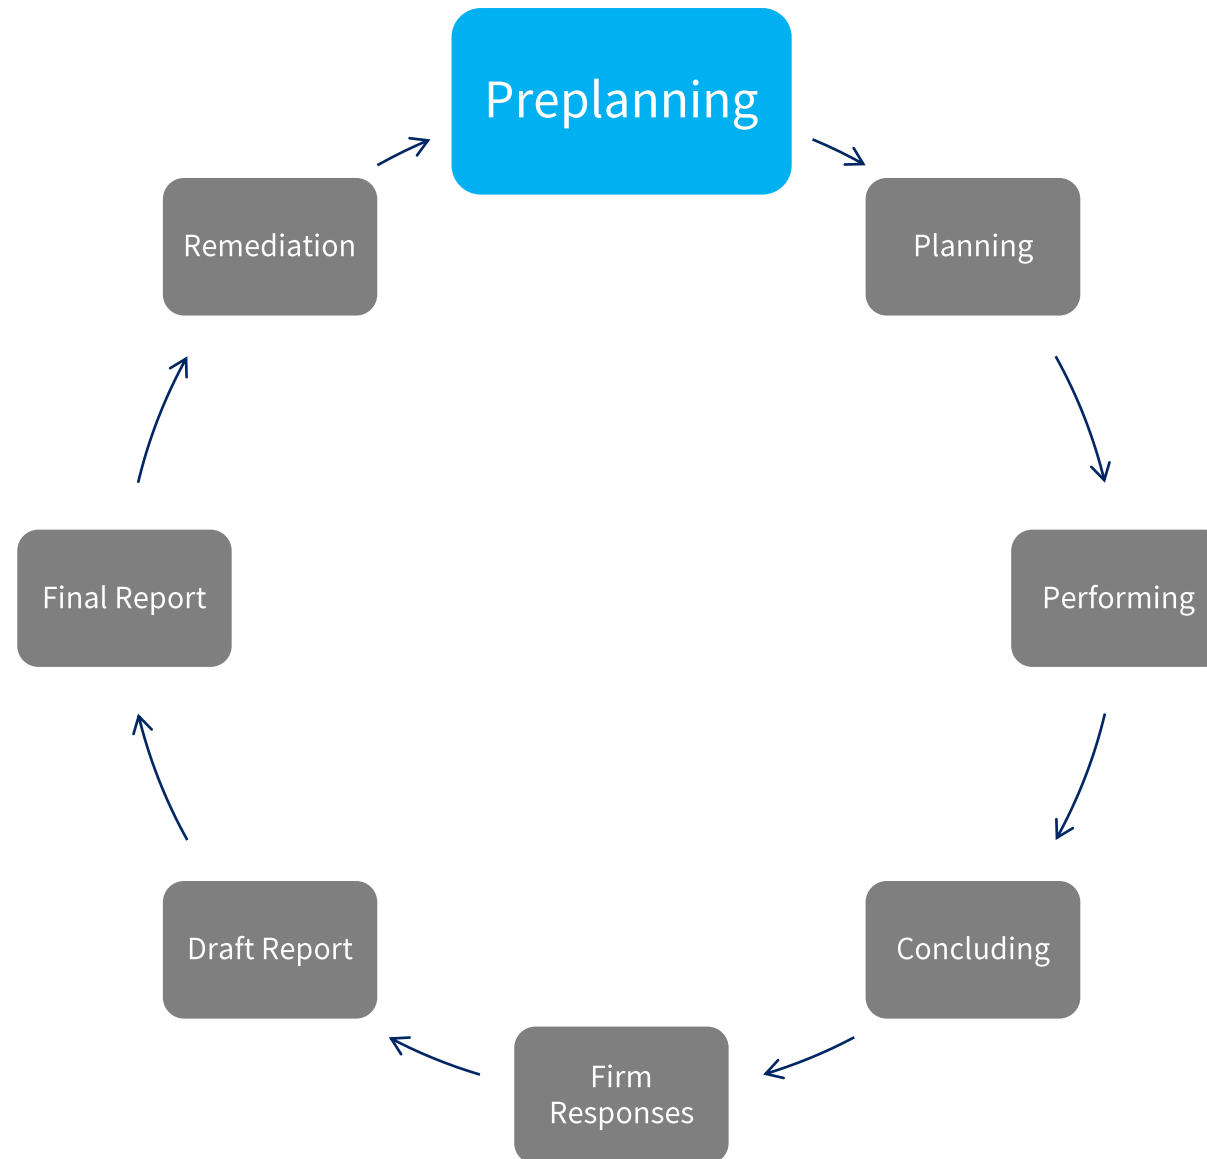 Preplanning
Planning
Performing
Concluding
Firm
Responses
Draft Report
Final Report
Remediation